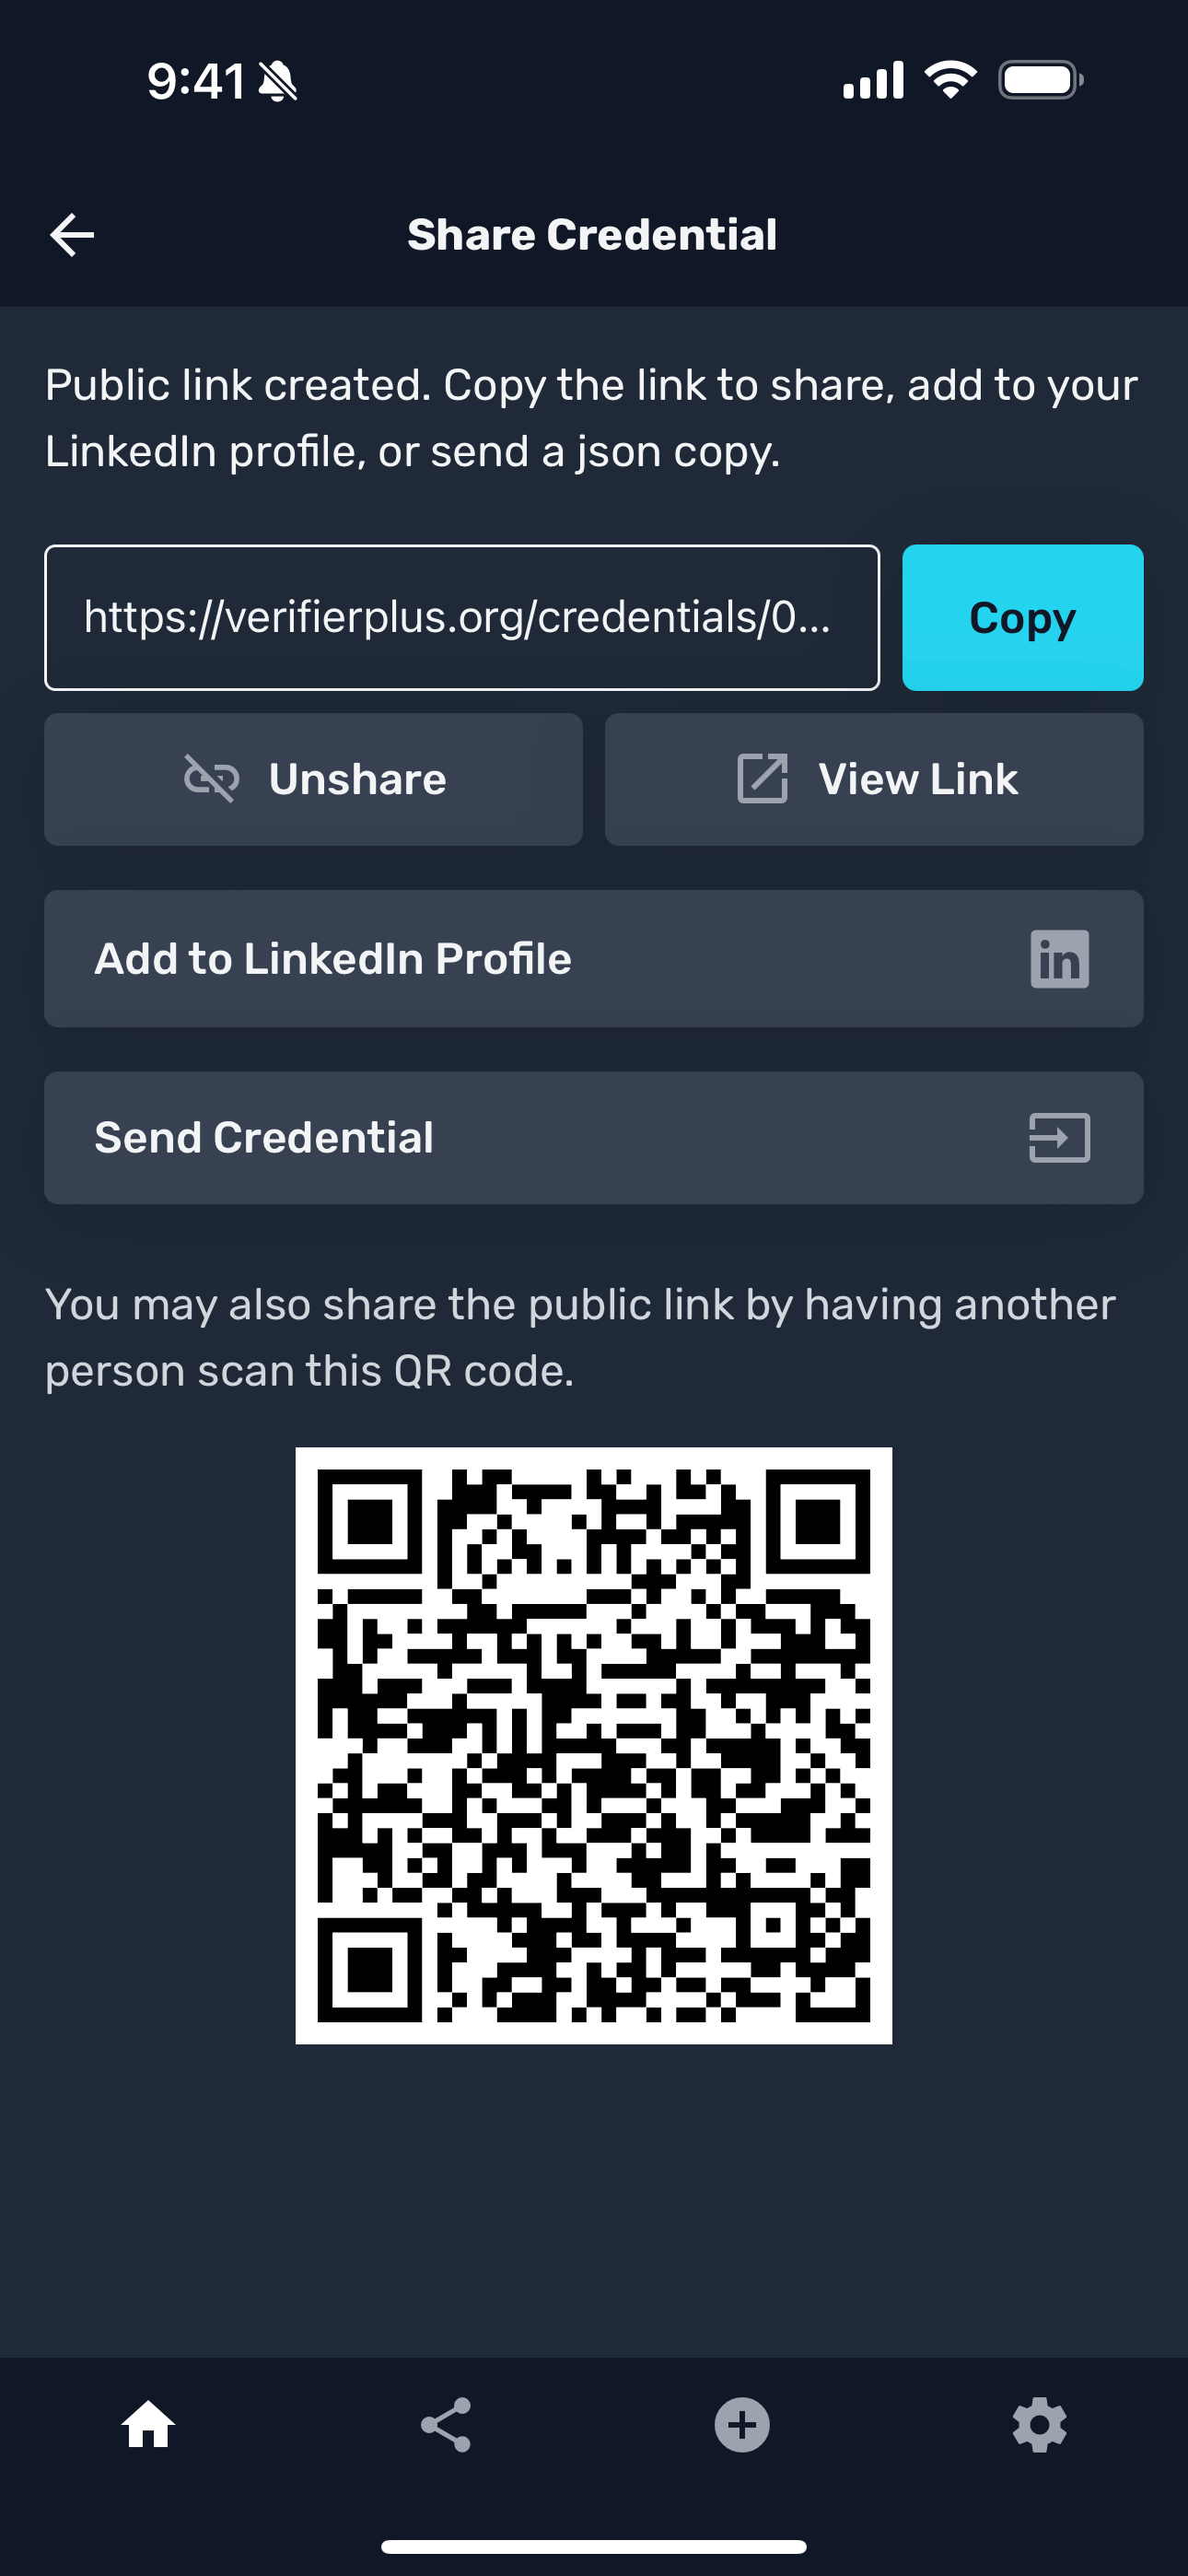 9:41
Share Credential
Public link created. Copy the link to share, add to your
LinkedIn profile, or send a json copy.
https://verifierplus.org/credentials/0...
Copy
Unshare
View Link
Add to LinkedIn Profile
in
Send Credential
You may also share the public link by having another
person scan this QR code.